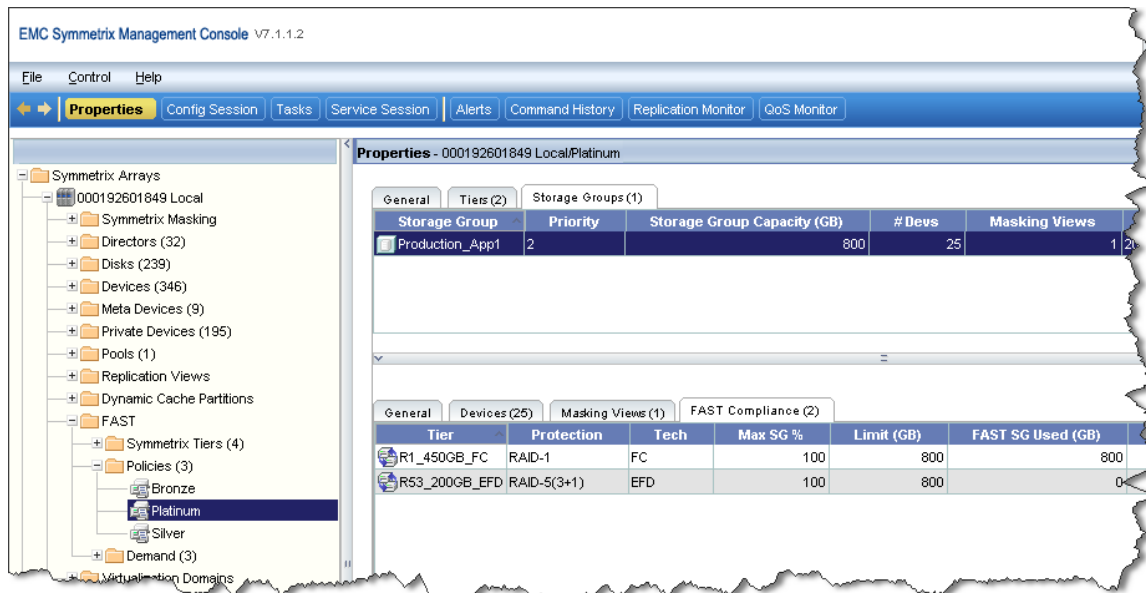 EMC Symmetrix Management Console V7.1.1.2
File Control Help
Properties Config Session Tasks Service Session Alerts Command History Replication Monitor QoS Monitor
Symmetrix Arrays
000192601849 Local
Symmetrix Masking
Directors (32)
Disks (239)
Devices (346)
Meta Devices (9)
Private Devices (195)
Pools (1)
Replication Views
Dynamic Cache Partitions
FAST
Symmetrix Tiers (4)
Policies (3)
Bronze
Platinum
Silver
Demand (3)
Virtualization Domains
Properties - 000192601849 Local/Platinum
General Tiers (2) Storage Groups (1)
Storage Group Priority Storage Group Capacity (GB) # Devs Masking Views
Production_App1 2 800 25 1
General Devices (25) Masking Views (1) FAST Compliance (2)
Tier Protection Tech Max SG % Limit (GB) FAST SG Used (GB)
R1_450GB_FC RAID-1 FC 100 800 800
R53_200GB_EFD RAID-5(3+1) EFD 100 800 0